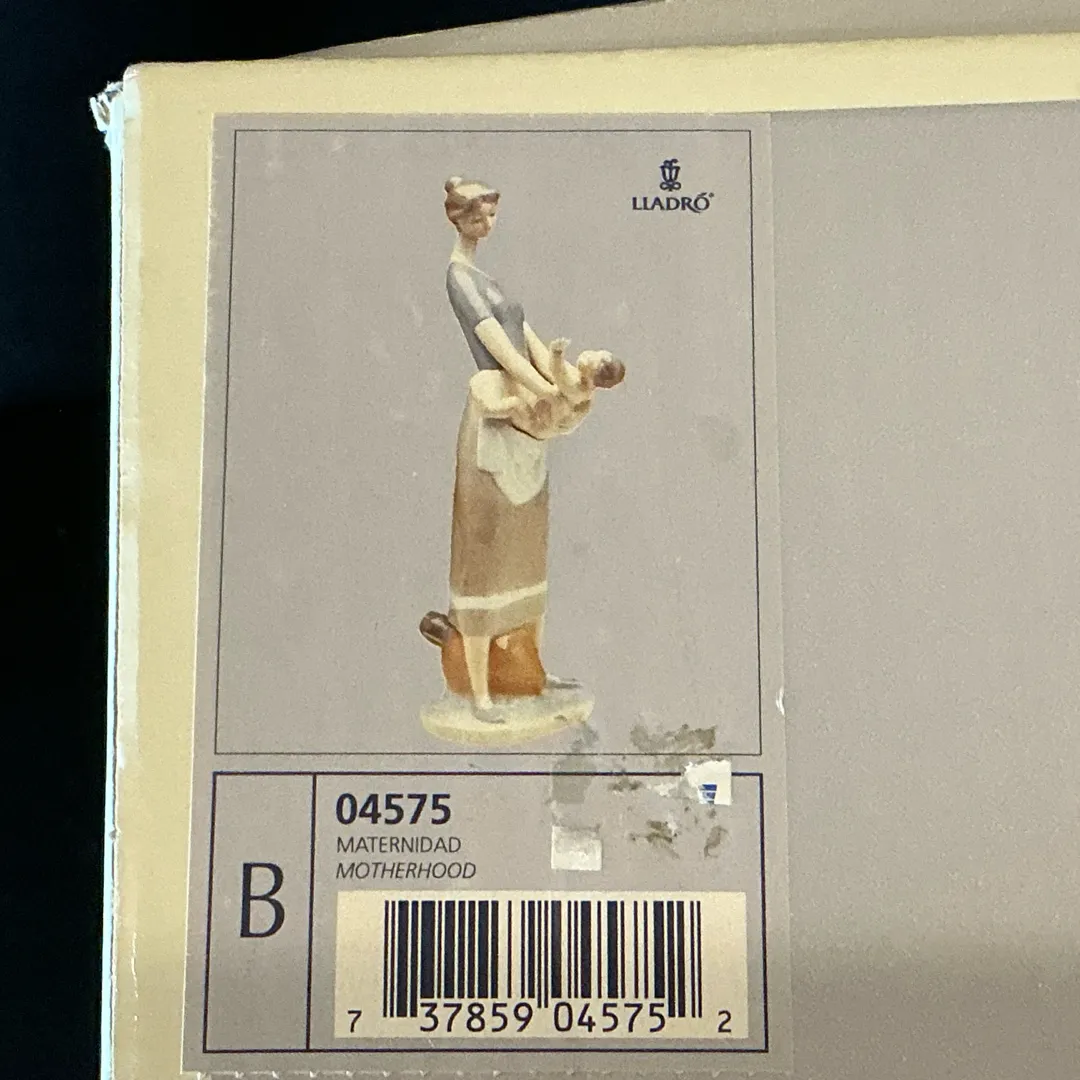 LLADRÓ®
04575
MATERNIDAD
MOTHERHOOD
B
7 37859 04575 2